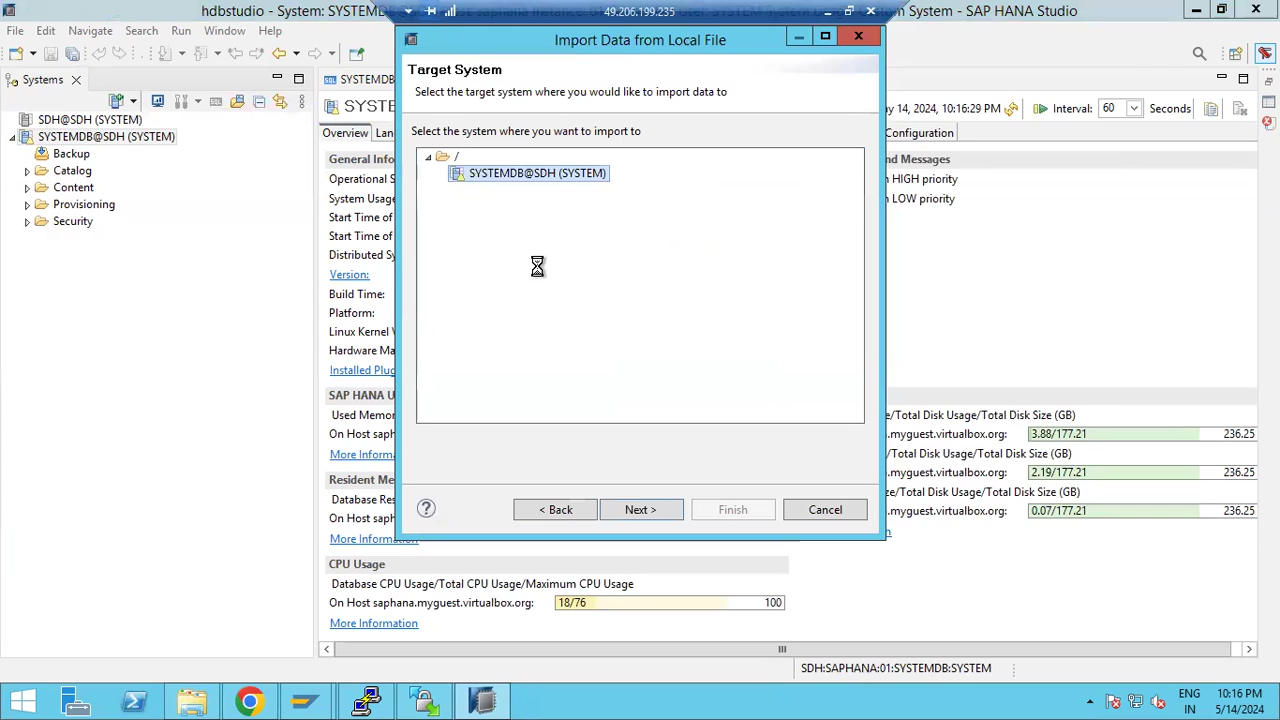 hdbstudio - System: SYSTEMDB
49.206.199.235
System - SAP HANA Studio
File Edit Navigate Search Run Window Help
Import Data from Local File
Target System
Select the target system where you would like to import data to
Select the system where you want to import to
/
SYSTEMDB@SDH (SYSTEM)
< Back
Next >
Finish
Cancel
Systems
SDH@SDH (SYSTEM)
SYSTEMDB@SDH (SYSTEM)
Backup
Catalog
Content
Provisioning
Security
SYSTEMDB
SYSTE
y 14, 2024, 10:16:29 PM
Interval: 60 Seconds
Overview Lan
Configuration
General Info
nd Messages
Operational S
n HIGH priority
System Usag
n LOW priority
Start Time of
Start Time of
Distributed Sy
Version:
Build Time:
Platform:
Linux Kernel V
Hardware Ma
Installed Plug
SAP HANA U
Used Memor
e/Total Disk Usage/Total Disk Size (GB)
On Host saph
.myguest.virtualbox.org: 3.88/177.21 236.25
More Inform
e/Total Disk Usage/Total Disk Size (GB)
.myguest.virtualbox.org: 2.19/177.21 236.25
Resident Me
ze/Total Disk Usage/Total Disk Size (GB)
Database Res
On Host saph
.myguest.virtualbox.org: 0.07/177.21 236.25
More Information
CPU Usage
Database CPU Usage/Total CPU Usage/Maximum CPU Usage
On Host saphana.myguest.virtualbox.org: 18/76 100
More Information
SDH:SAPHANA:01:SYSTEMDB:SYSTEM
ENG
IN
10:16 PM
5/14/2024